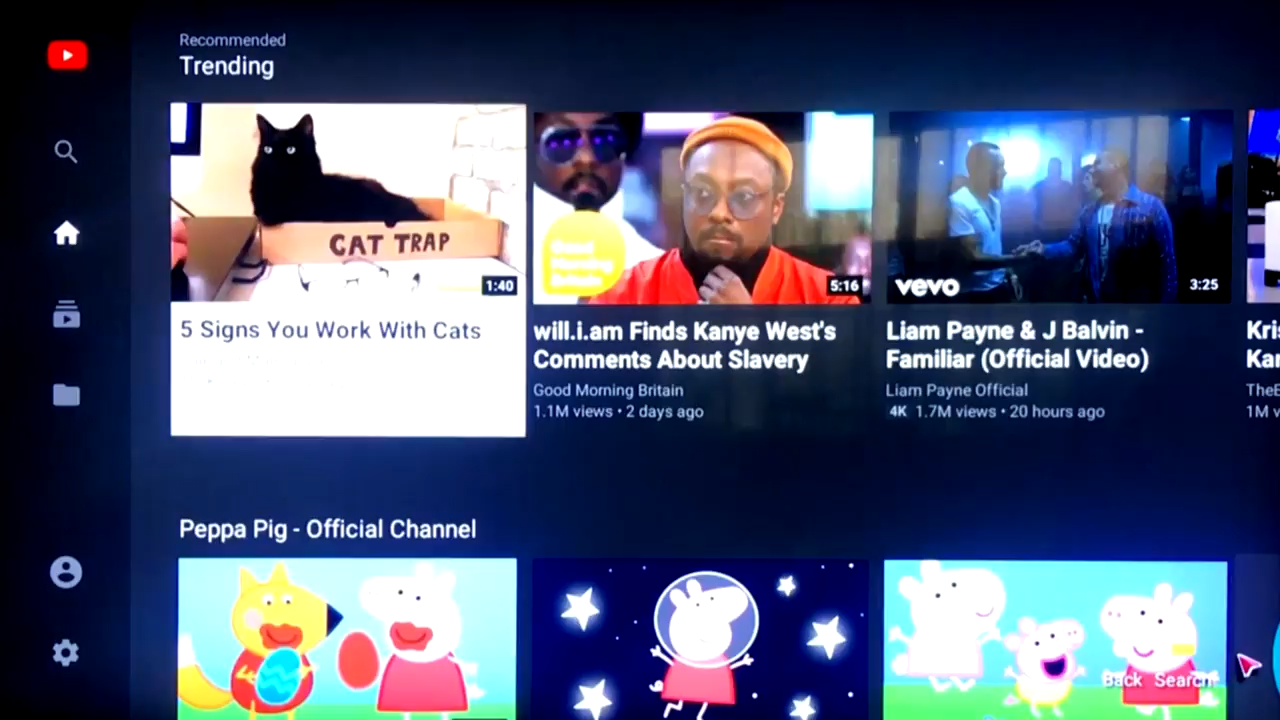 Recommended
Trending
CAT TRAP
1:40
5:16
vevo
3:25
5 Signs You Work With Cats
will.i.am Finds Kanye West's
Comments About Slavery
Good Morning Britain
1.1M views • 2 days ago
Liam Payne & J Balvin -
Familiar (Official Video)
Liam Payne Official
4K 1.7M views • 20 hours ago
Peppa Pig - Official Channel
Back Search